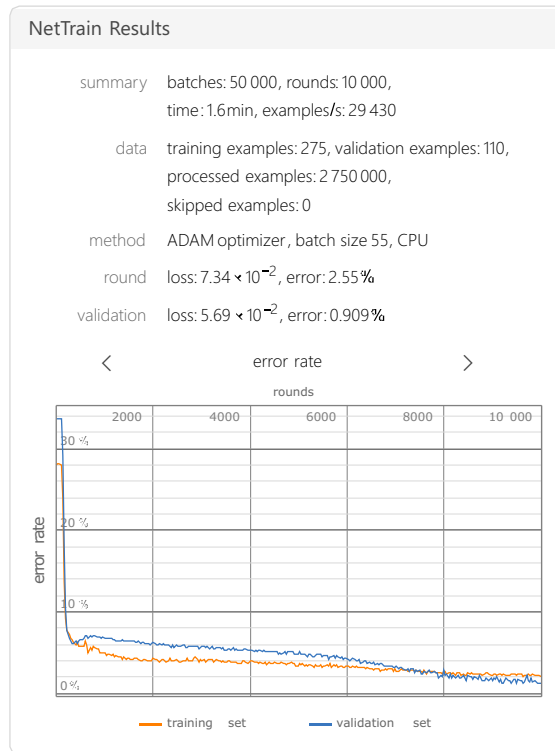 NetTrain Results
summary batches: 50 000, rounds: 10 000,
time: 1.6 min, examples/s: 29 430
data training examples: 275, validation examples: 110,
processed examples: 2 750 000,
skipped examples: 0
method ADAM optimizer, batch size 55, CPU
round loss: 7.34 × 10⁻², error: 2.55 %
validation loss: 5.69 × 10⁻², error: 0.909 %
error rate
rounds
2000 4000 6000 8000 10 000
30 %
20 %
10 %
0 %
error rate
training set validation set